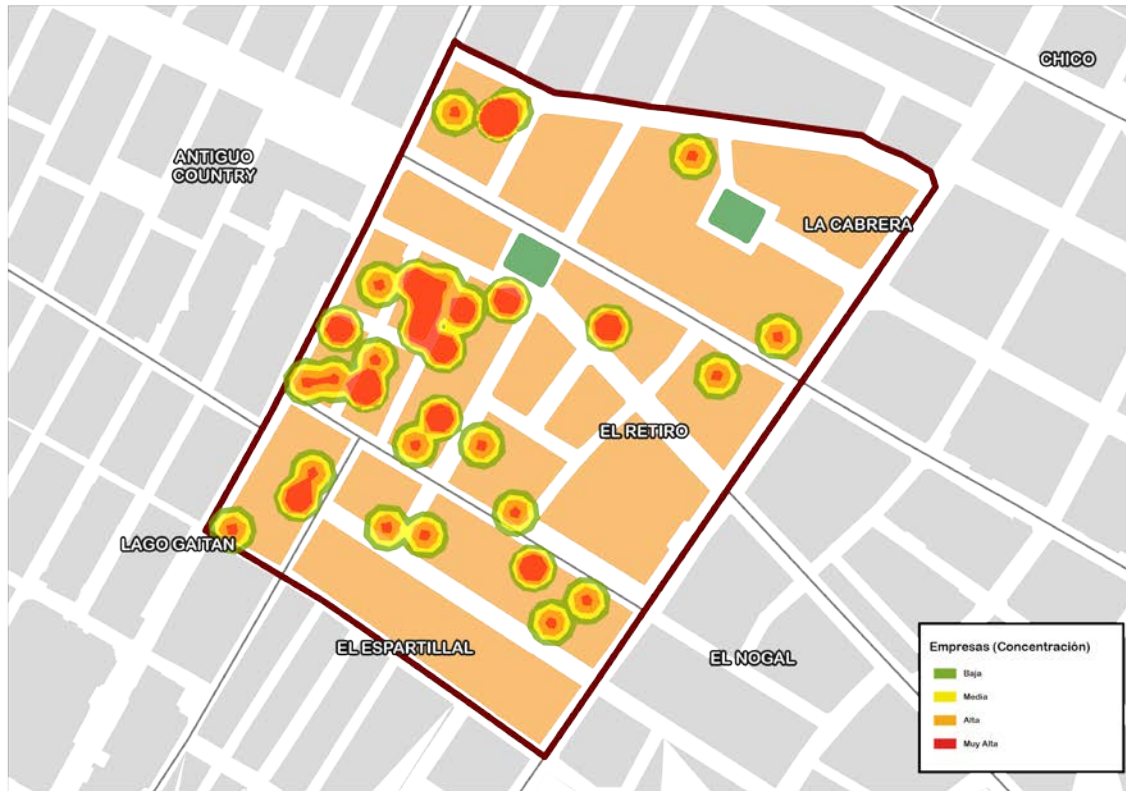 CHICO
ANTIGUO
COUNTRY
LA CABRERA
EL RETIRO
LAGO GAITAN
EL ESPARTILLAL
EL NOGAL
Empresas (Concentración)
Baja
Media
Alta
Muy Alta